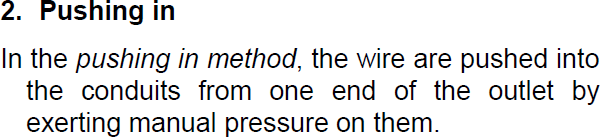 2. Pushing in
In the pushing in method, the wire are pushed into
the conduits from one end of the outlet by
exerting manual pressure on them.